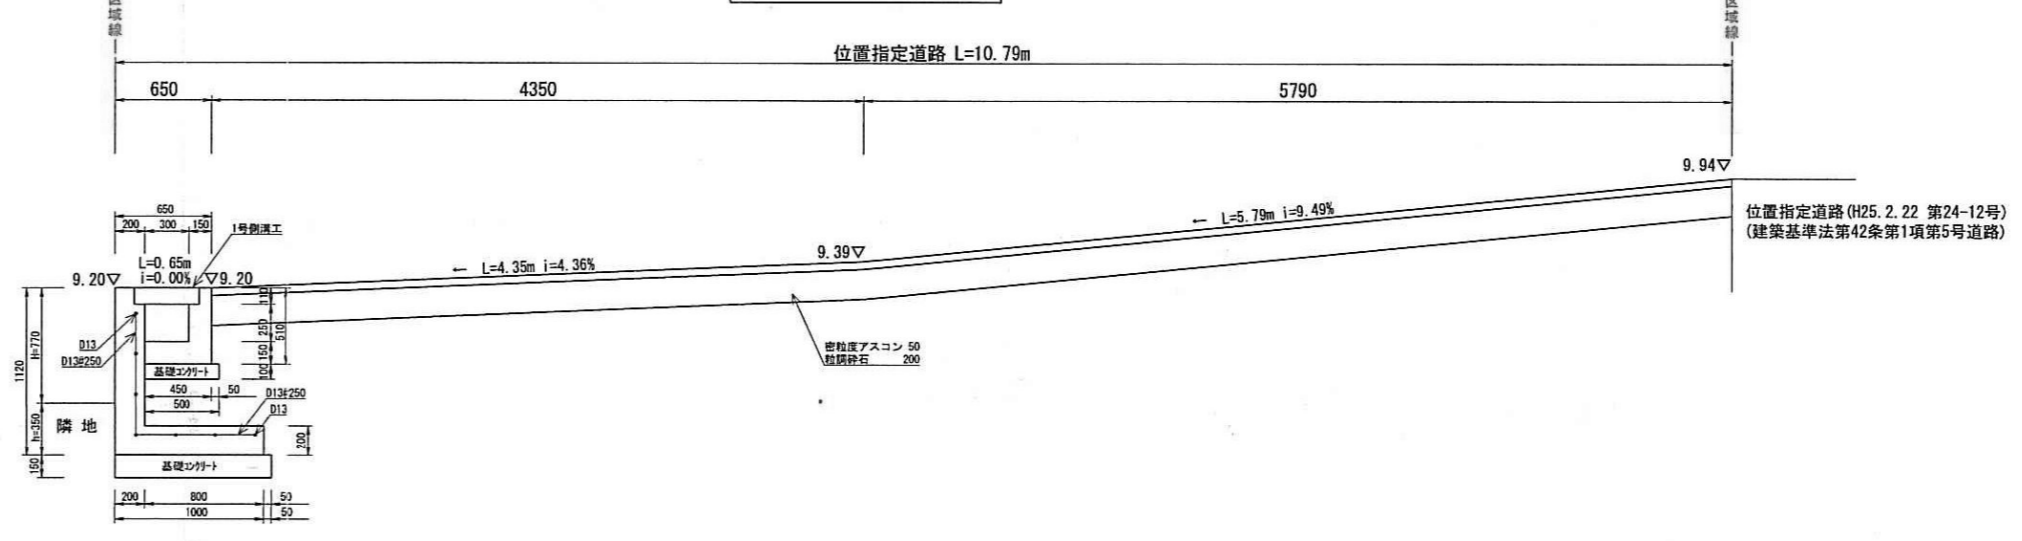 区域線
区域線
位置指定道路 L=10.79m
650
4350
5790
9.94▽
650
200
300
150
1号側溝工
L=0.65m
i=0.00%
9.20▽
▽9.20
← L=4.35m i=4.36%
9.39▽
← L=5.79m i=9.49%
位置指定道路(H25.2.22 第24-12号)
(建築基準法第42条第1項第5号道路)
110
250
510
150
100
D13
H=770
1120
密粒度アスコン 50
粒調砕石 200
基礎コンクリート
450
50
500
D13
隣 地
h=350
200
150
基礎コンクリート
200
800
50
1000
50